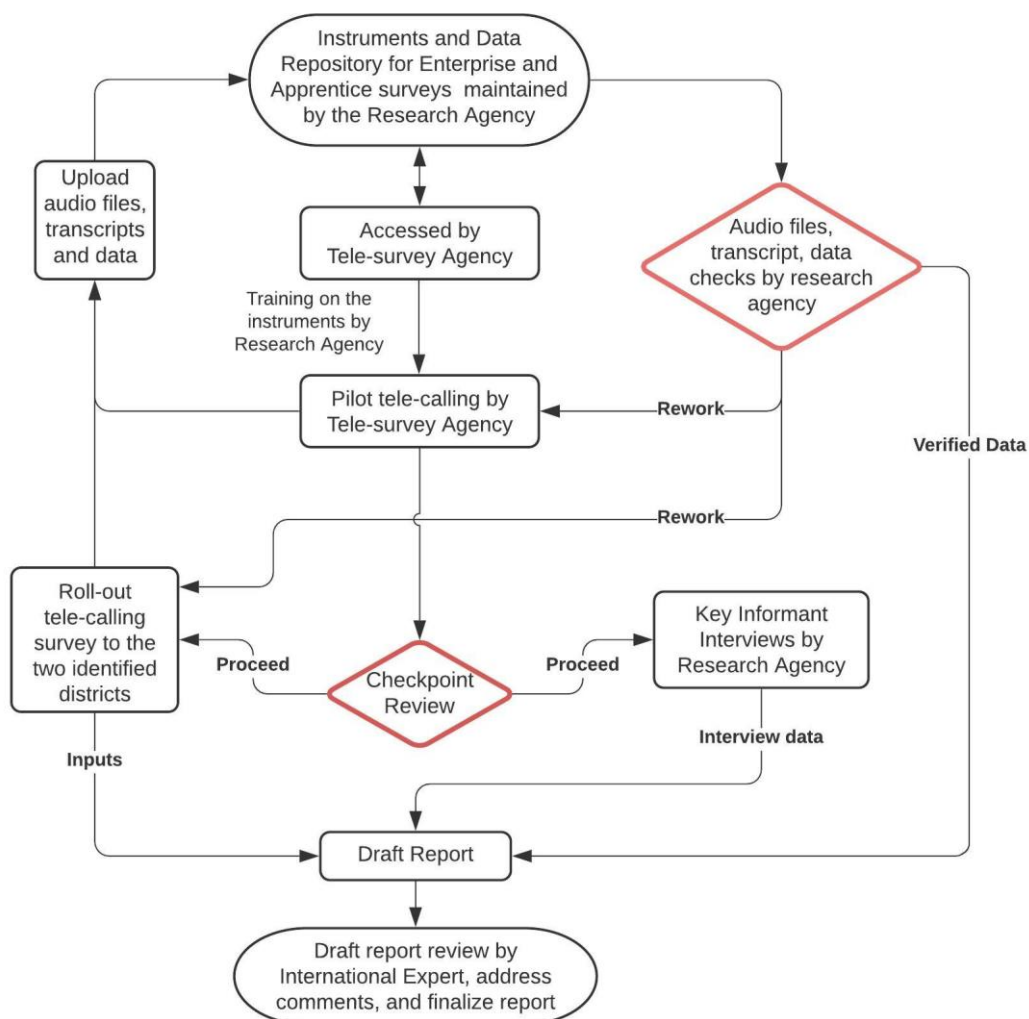 Instruments and Data
Repository for Enterprise and
Apprentice surveys maintained
by the Research Agency
Upload
audio files,
transcripts
and data
Accessed by
Tele-survey Agency
Audio files,
transcript, data
checks by research
agency
Training on the
instruments by
Research Agency
Pilot tele-calling by
Tele-survey Agency
Rework
Verified Data
Rework
Roll-out
tele-calling
survey to the
two identified
districts
Proceed
Checkpoint
Review
Proceed
Key Informant
Interviews by
Research Agency
Inputs
Interview data
Draft Report
Draft report review by
International Expert, address
comments, and finalize report